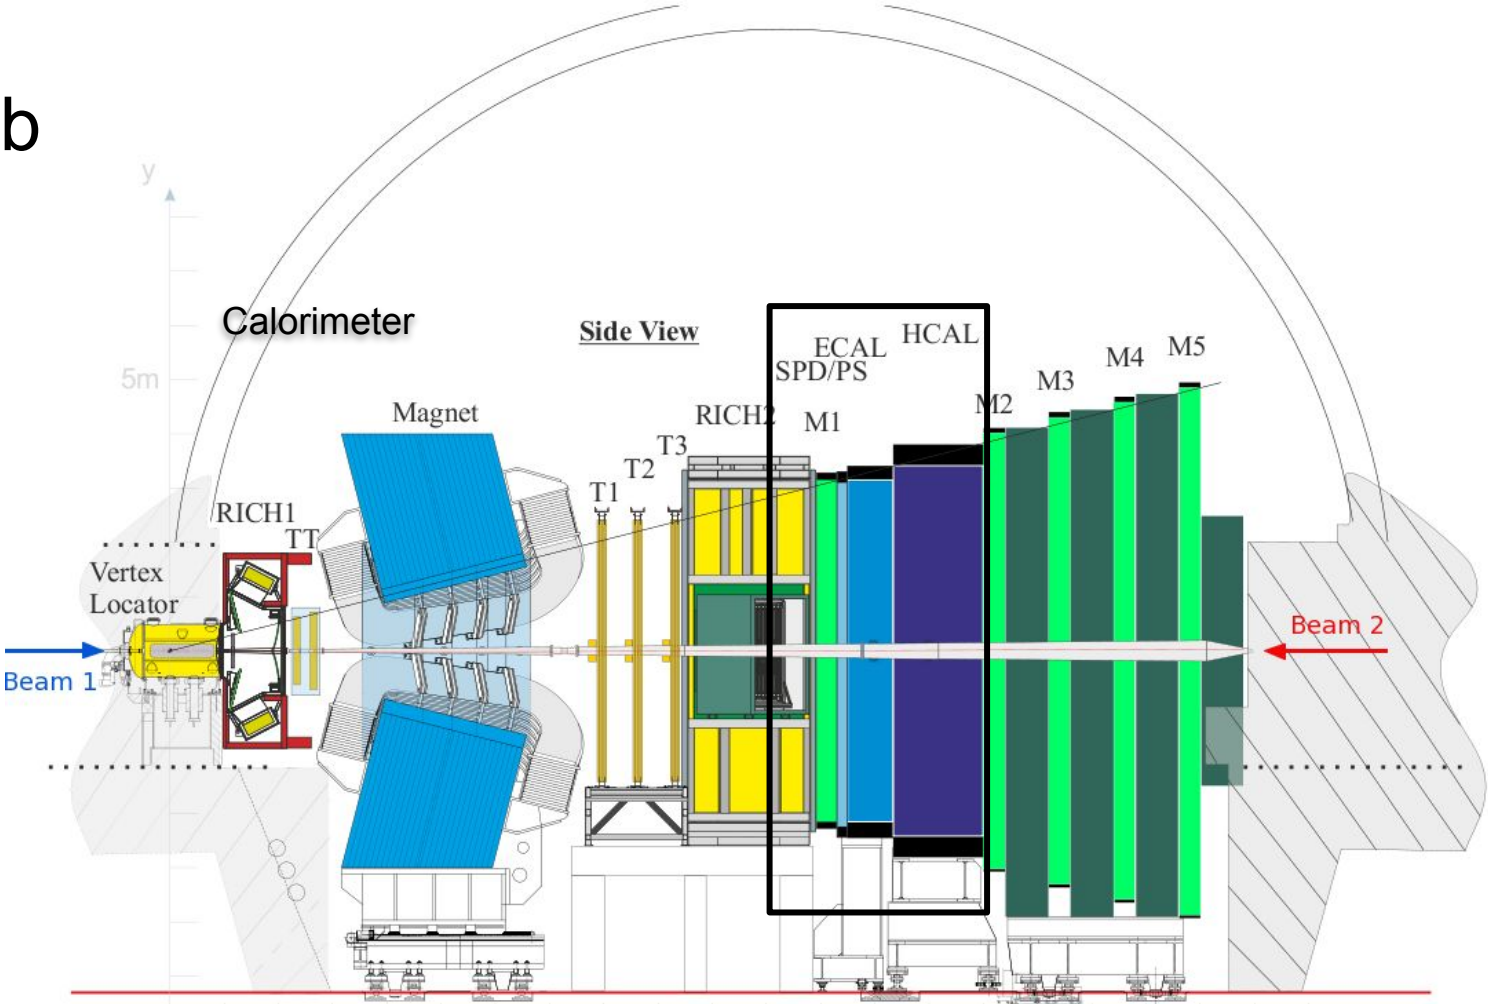 b
y
Calorimeter
Side View
HCAL
ECAL
SPD/PS
M5
M4
M3
5m
M2
Magnet
RICH2
M1
T3
T2
T1
RICH1
TT
Vertex
Locator
Beam 2
Beam 1